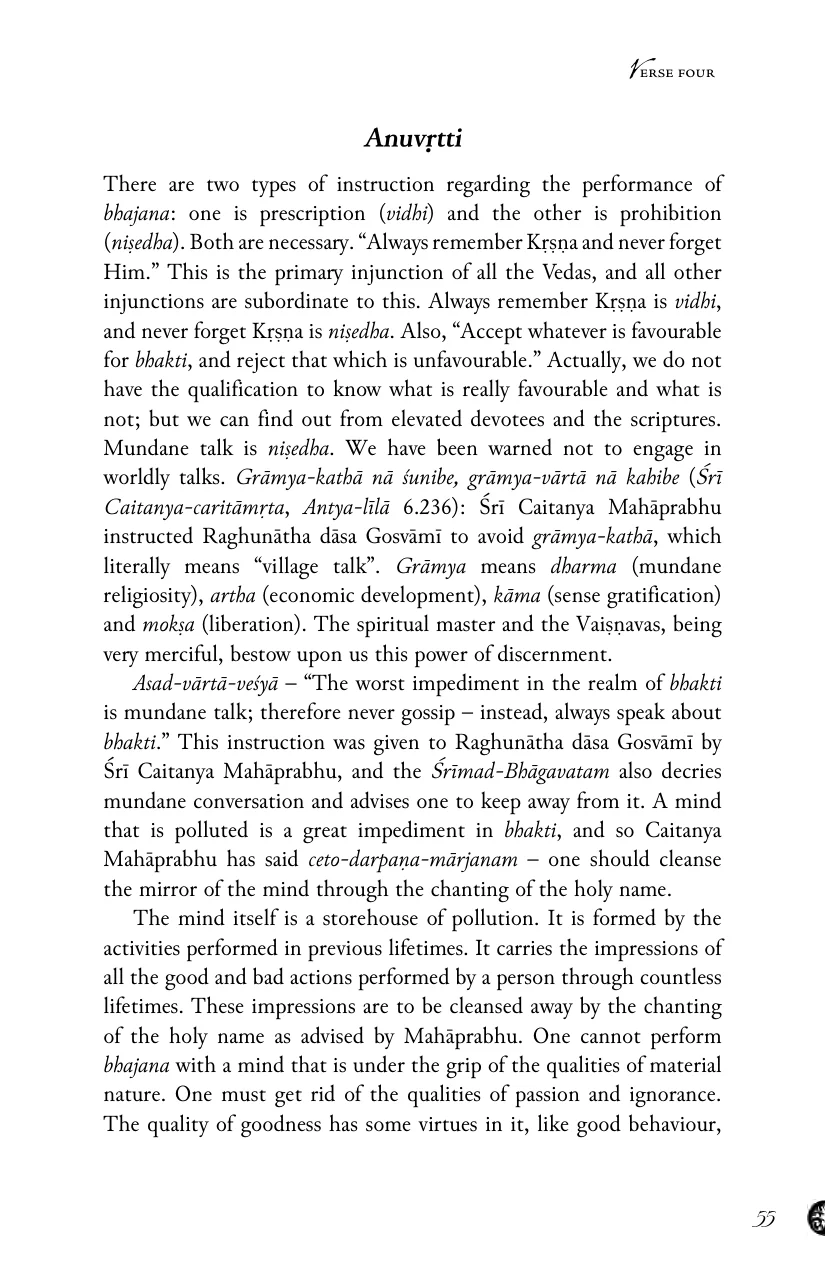 VERSE FOUR
Anuvṛtti
There are two types of instruction regarding the performance of
bhajana: one is prescription (vidhi) and the other is prohibition
(niṣedha). Both are necessary. “Always remember Kṛṣṇa and never forget
Him.” This is the primary injunction of all the Vedas, and all other
injunctions are subordinate to this. Always remember Kṛṣṇa is vidhi,
and never forget Kṛṣṇa is niṣedha. Also, “Accept whatever is favourable
for bhakti, and reject that which is unfavourable.” Actually, we do not
have the qualification to know what is really favourable and what is
not; but we can find out from elevated devotees and the scriptures.
Mundane talk is niṣedha. We have been warned not to engage in
worldly talks. Grāmya-kathā nā śunibe, grāmya-vārtā nā kahibe (Śrī
Caitanya-caritāmṛta, Antya-līlā 6.236): Śrī Caitanya Mahāprabhu
instructed Raghunātha dāsa Gosvāmī to avoid grāmya-kathā, which
literally means “village talk”. Grāmya means dharma (mundane
religiosity), artha (economic development), kāma (sense gratification)
and mokṣa (liberation). The spiritual master and the Vaiṣṇavas, being
very merciful, bestow upon us this power of discernment.
Asad-vārtā-veśyā – “The worst impediment in the realm of bhakti
is mundane talk; therefore never gossip – instead, always speak about
bhakti.” This instruction was given to Raghunātha dāsa Gosvāmī by
Śrī Caitanya Mahāprabhu, and the Śrīmad-Bhāgavatam also decries
mundane conversation and advises one to keep away from it. A mind
that is polluted is a great impediment in bhakti, and so Caitanya
Mahāprabhu has said ceto-darpaṇa-mārjanam – one should cleanse
the mirror of the mind through the chanting of the holy name.
The mind itself is a storehouse of pollution. It is formed by the
activities performed in previous lifetimes. It carries the impressions of
all the good and bad actions performed by a person through countless
lifetimes. These impressions are to be cleansed away by the chanting
of the holy name as advised by Mahāprabhu. One cannot perform
bhajana with a mind that is under the grip of the qualities of material
nature. One must get rid of the qualities of passion and ignorance.
The quality of goodness has some virtues in it, like good behaviour,
55